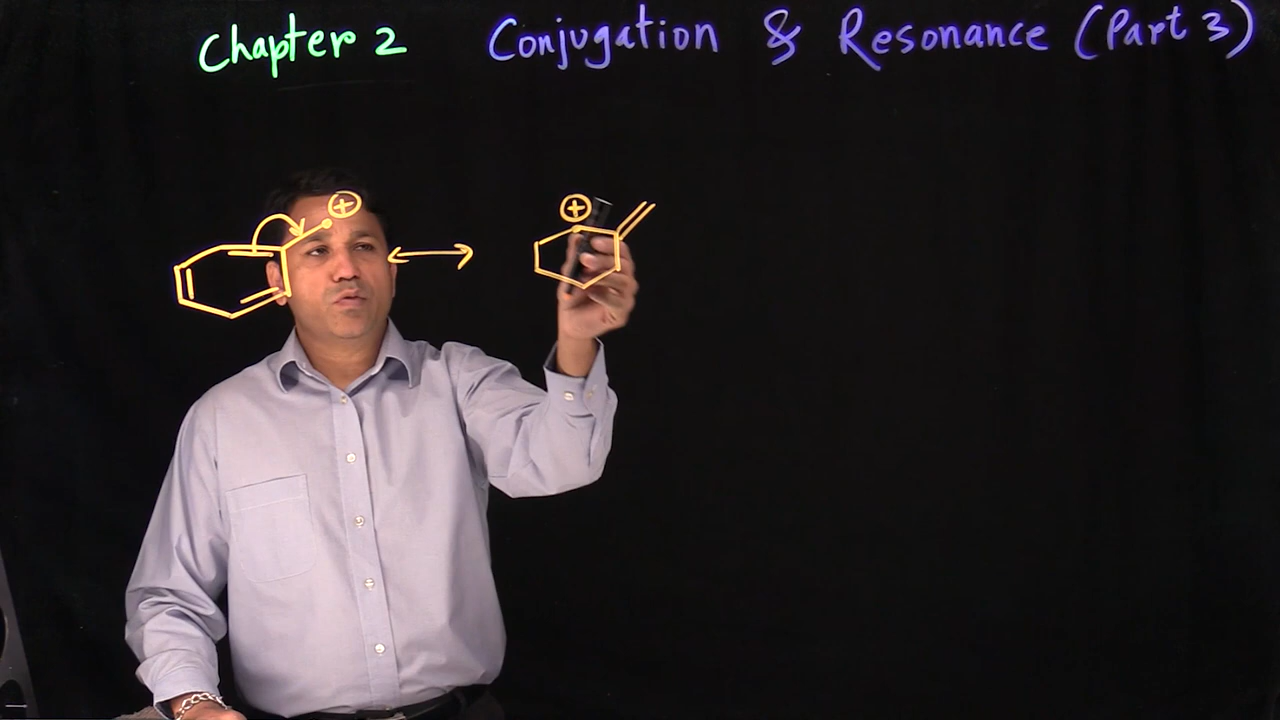 Chapter 2 Conjugation & Resonance (Part 3)
+ +